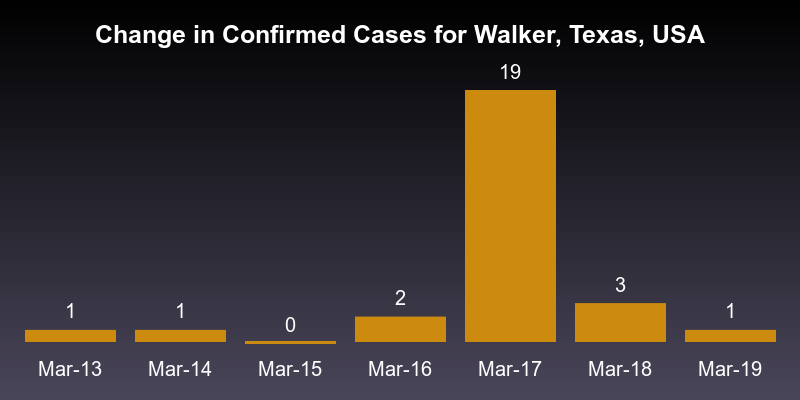 Change in Confirmed Cases for Walker, Texas, USA
19
3
2
1 1 1
0
Mar-13 Mar-14 Mar-15 Mar-16 Mar-17 Mar-18 Mar-19